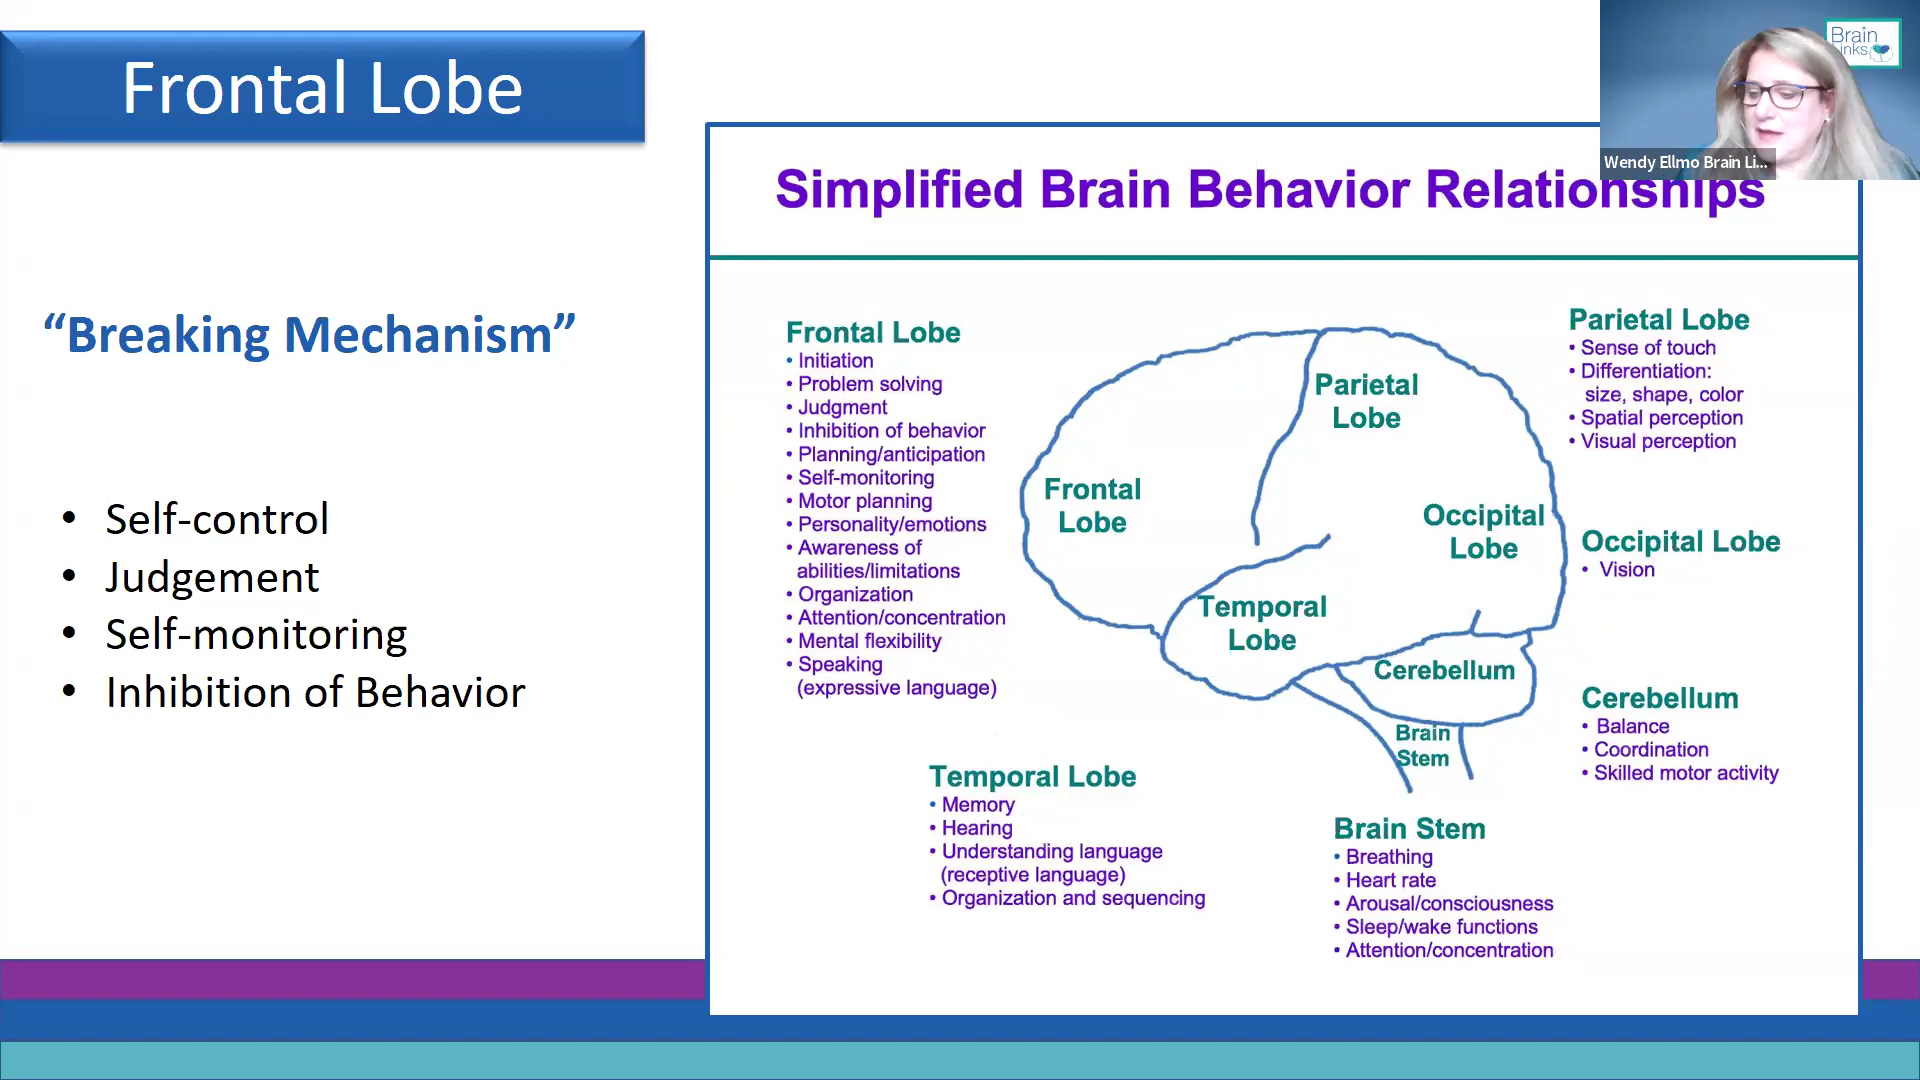 Frontal Lobe
“Breaking Mechanism”
• Self-control
• Judgement
• Self-monitoring
• Inhibition of Behavior
Brain
Links
Wendy Ellmo Brain Li...
Simplified Brain Behavior Relationships
Frontal Lobe
• Initiation
• Problem solving
• Judgment
• Inhibition of behavior
• Planning/anticipation
• Self-monitoring
• Motor planning
• Personality/emotions
• Awareness of
abilities/limitations
• Organization
• Attention/concentration
• Mental flexibility
• Speaking
(expressive language)
Frontal
Lobe
Parietal
Lobe
Occipital
Lobe
Temporal
Lobe
Cerebellum
Brain
Stem
Parietal Lobe
• Sense of touch
• Differentiation:
size, shape, color
• Spatial perception
• Visual perception
Occipital Lobe
• Vision
Cerebellum
• Balance
• Coordination
• Skilled motor activity
Temporal Lobe
• Memory
• Hearing
• Understanding language
(receptive language)
• Organization and sequencing
Brain Stem
• Breathing
• Heart rate
• Arousal/consciousness
• Sleep/wake functions
• Attention/concentration